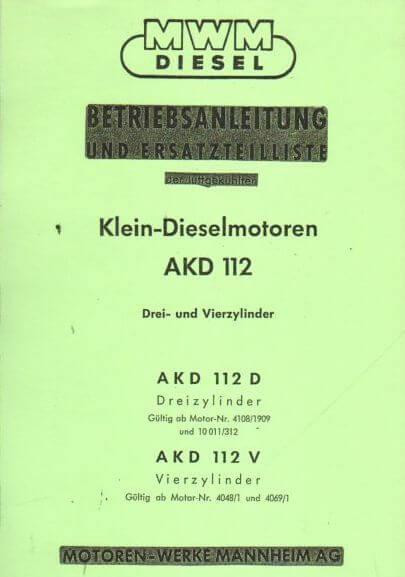 MWM
DIESEL
BETRIEBSANLEITUNG
UND ERSATZTEILLISTE
der luftgekühlten
Klein-Dieselmotoren
AKD 112
Drei- und Vierzylinder
AKD 112 D
Dreizylinder
Gültig ab Motor-Nr. 4108/1909
und 10 011/312
AKD 112 V
Vierzylinder
Gültig ab Motor-Nr. 4048/1 und 4069/1
MOTOREN-WERKE MANNHEIM AG